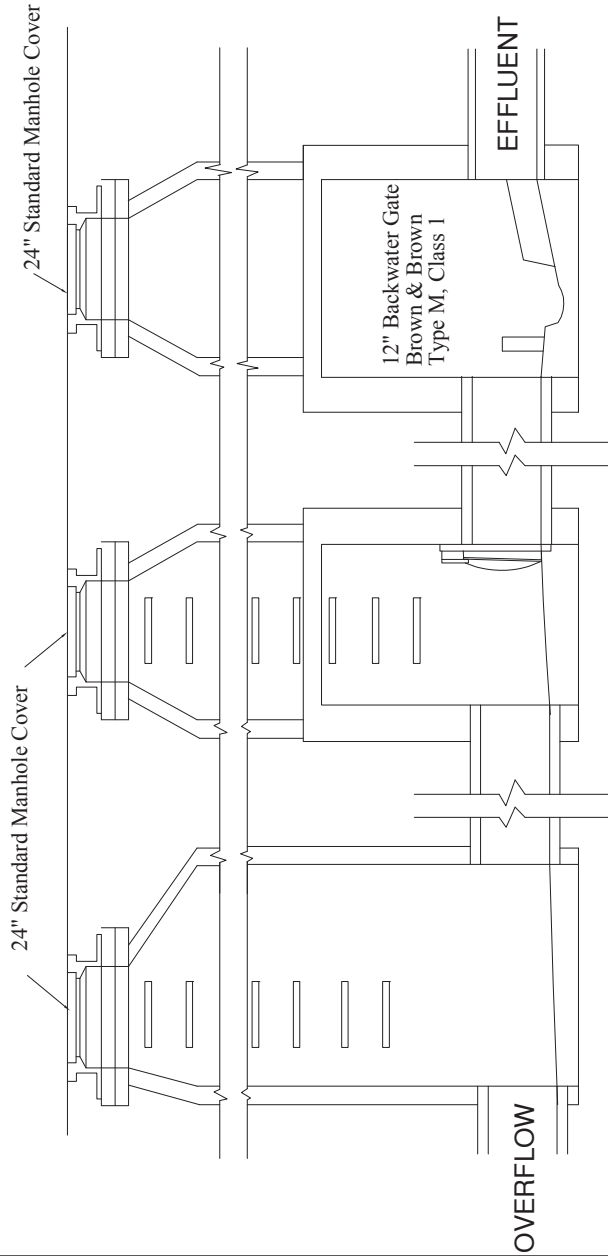 24" Standard Manhole Cover
24" Standard Manhole Cover
12" Backwater Gate
Brown & Brown
Type M, Class 1
OVERFLOW
EFFLUENT